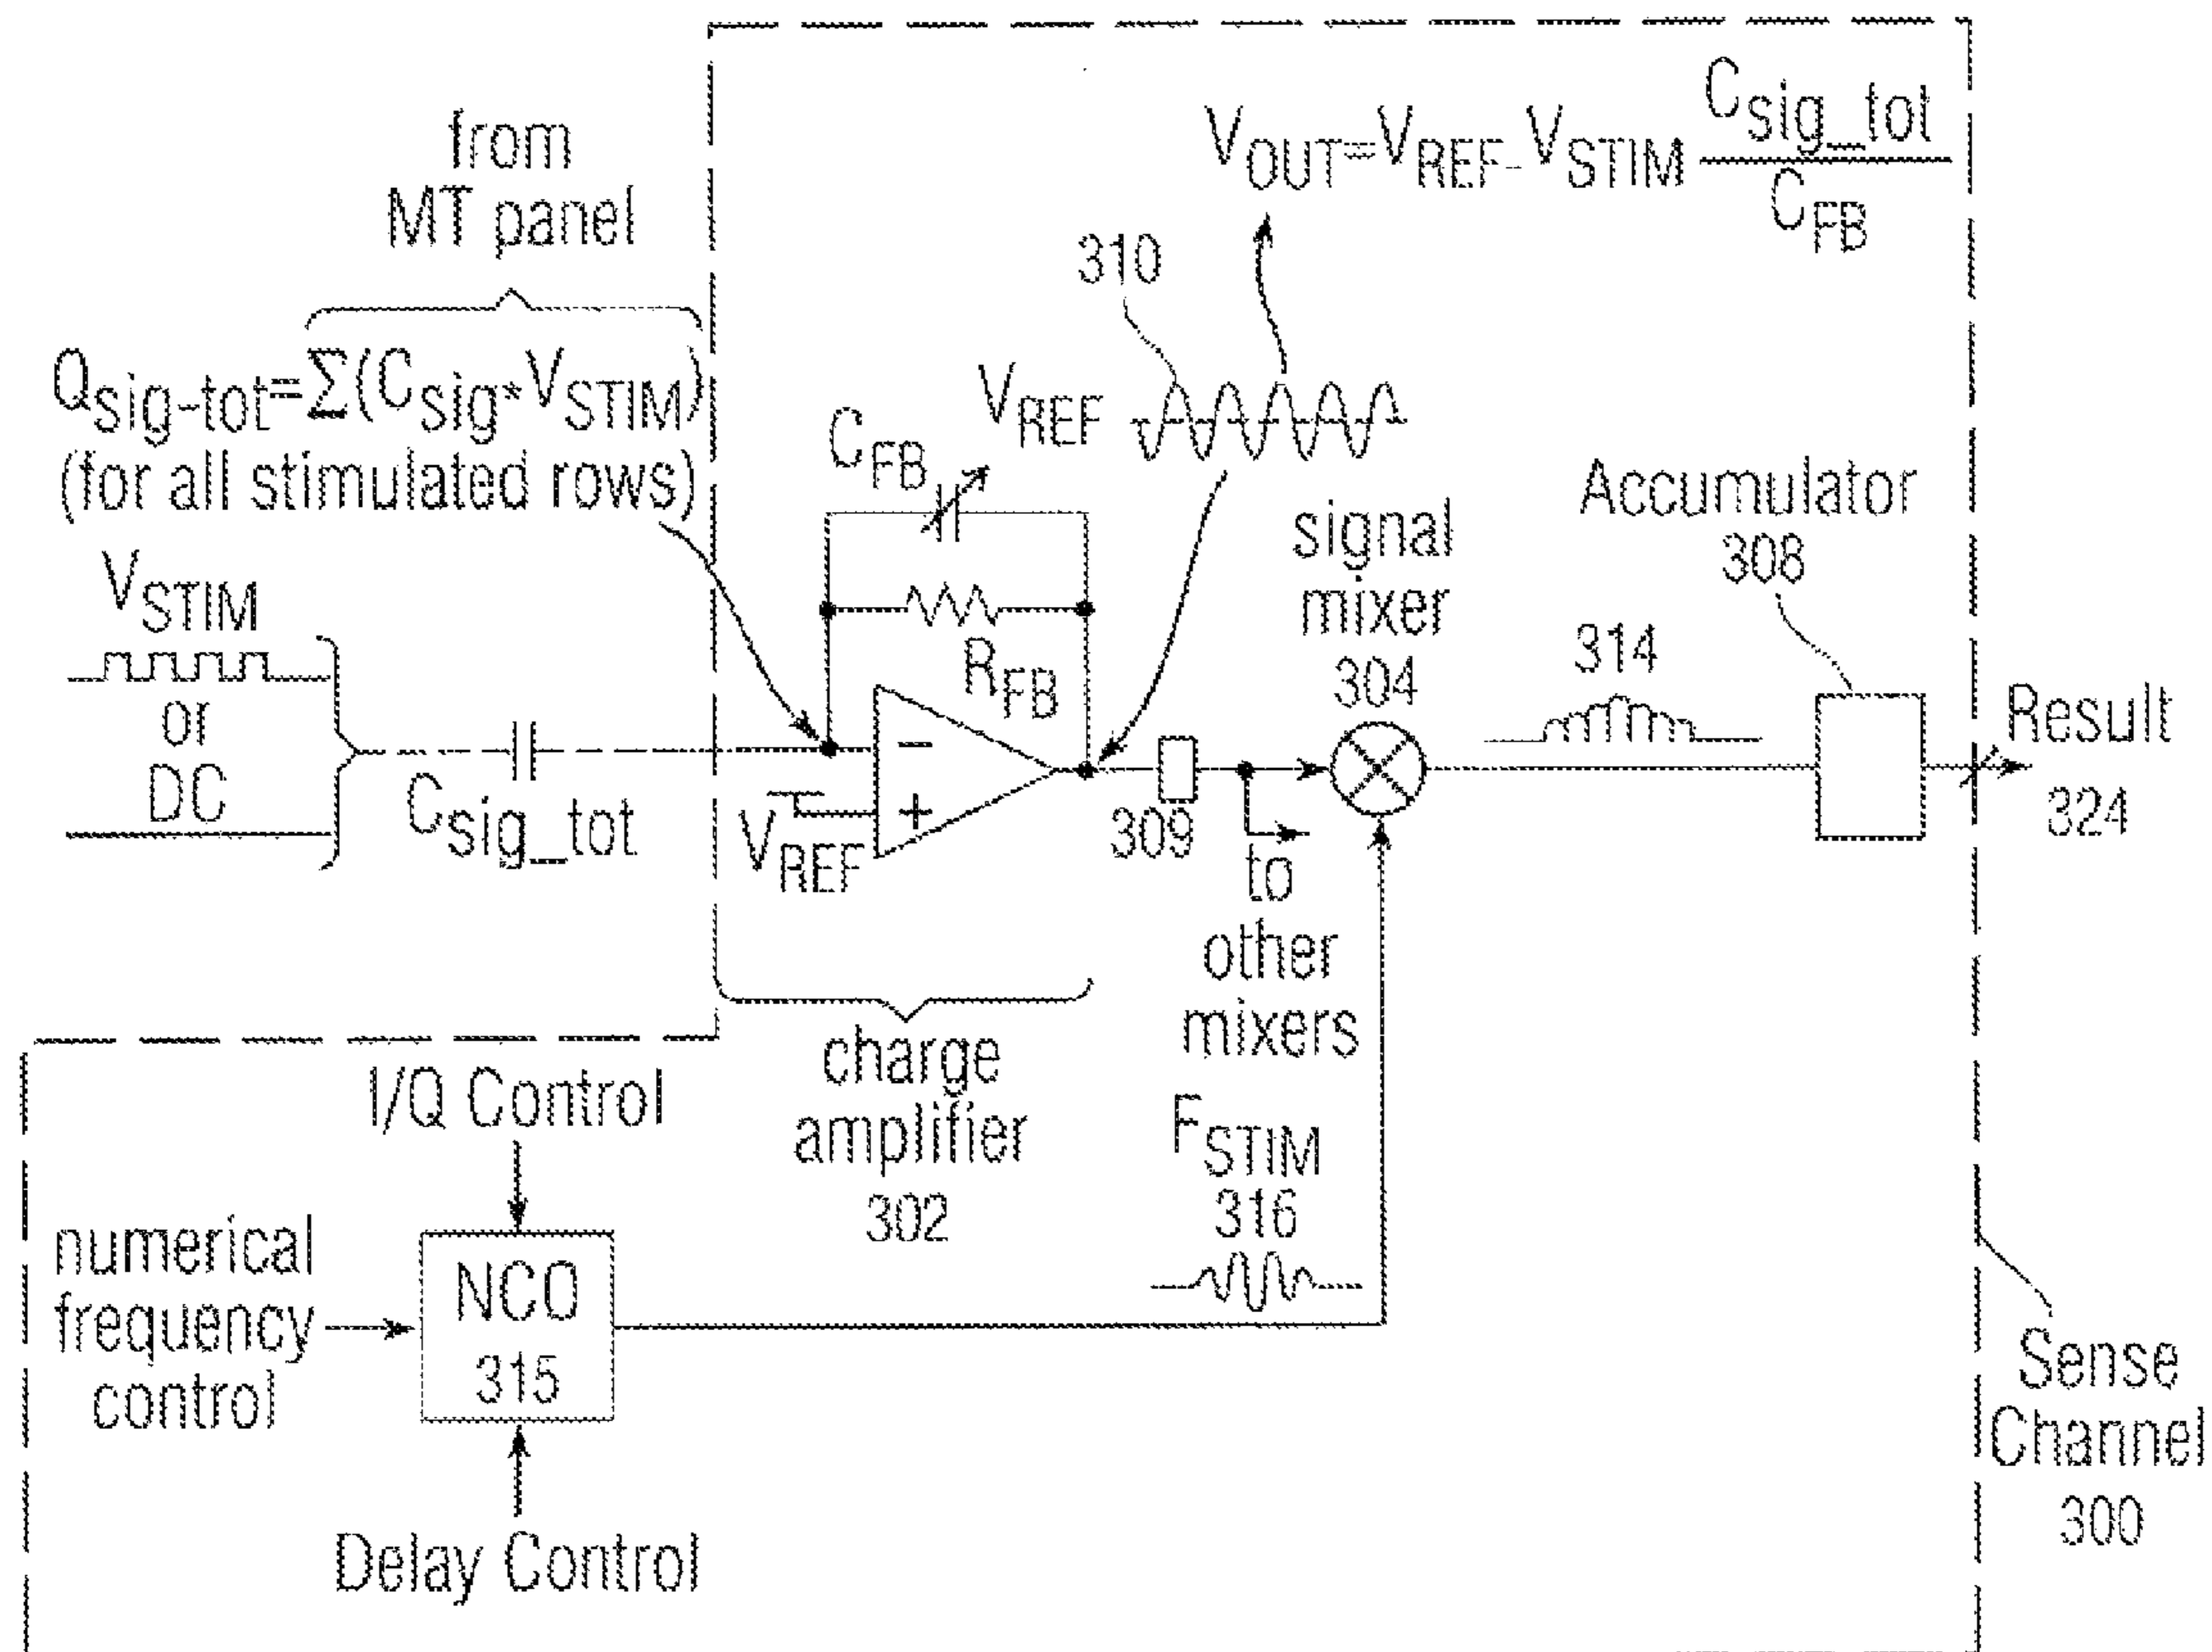 from
MT panel
Qsig-tot=Σ(Csig*VSTIM)
(for all stimulated rows)
VSTIM
or
DC
Csig_tot
VOUT=VREF-VSTIM Csig_tot/CFB
310
VREF
CFB
RFB
-
+
VREF
309
to
other
mixers
signal
mixer
304
314
Accumulator
308
Result
324
charge
amplifier
302
FSTIM
316
I/Q Control
numerical
frequency
control
NCO
315
Delay Control
Sense
Channel
300